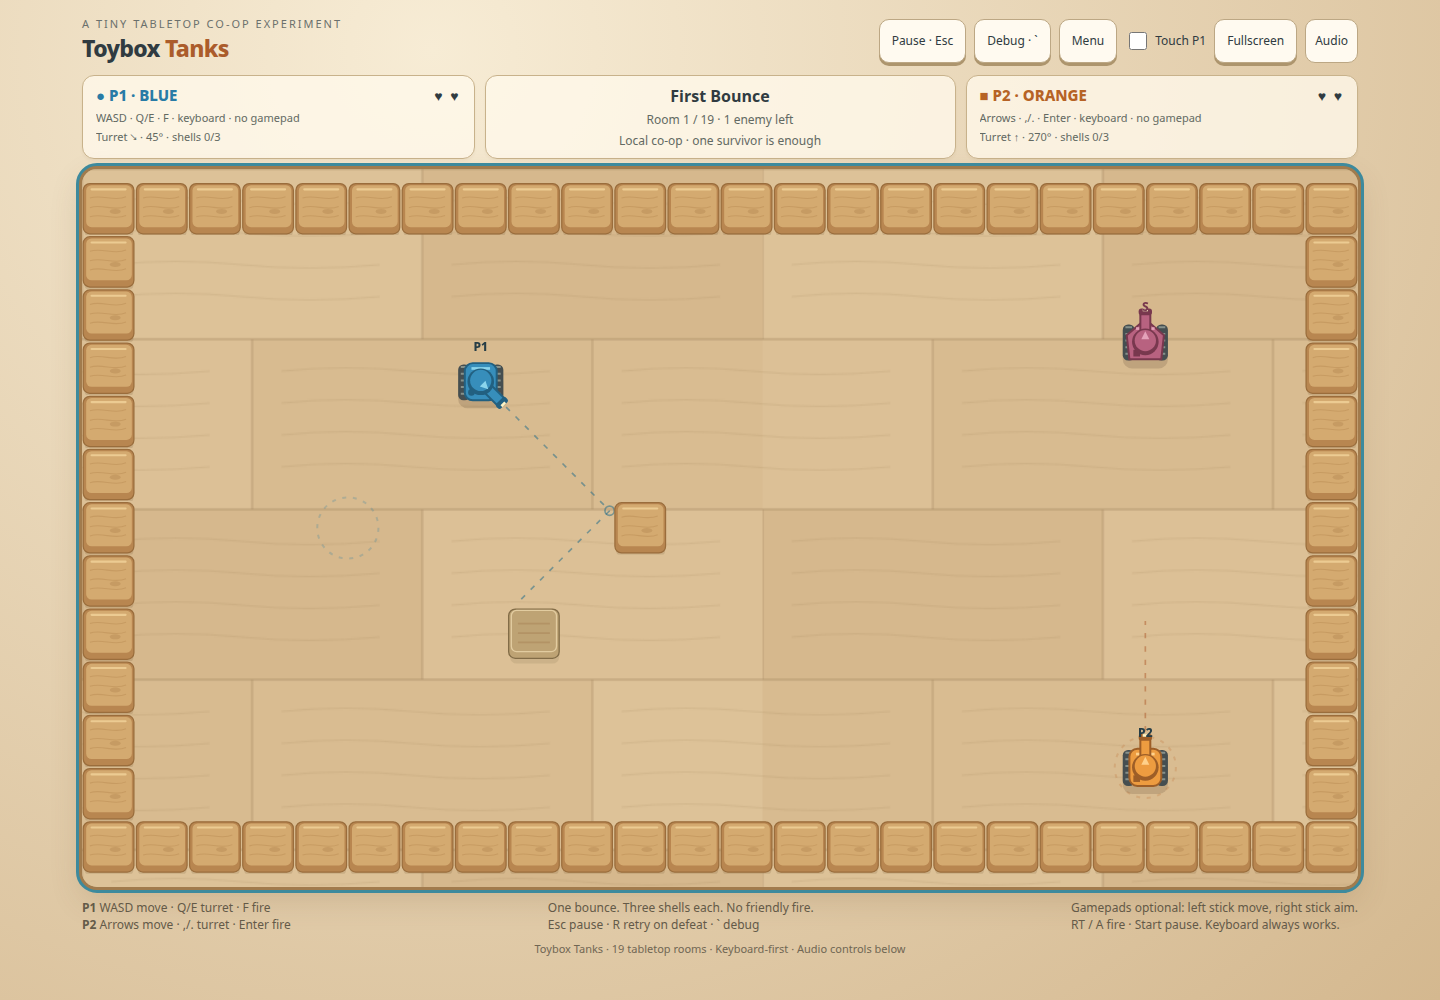 A TINY TABLETOP CO-OP EXPERIMENT
Toybox Tanks
Pause · Esc
Debug · `
Menu
Touch P1
Fullscreen
Audio
● P1 · BLUE ♥ ♥
WASD · Q/E · F · keyboard · no gamepad
Turret ↘ · 45° · shells 0/3
First Bounce
Room 1 / 19 · 1 enemy left
Local co-op · one survivor is enough
■ P2 · ORANGE ♥ ♥
Arrows · ,/. · Enter · keyboard · no gamepad
Turret ↑ · 270° · shells 0/3
S
P1
P2
P1 WASD move · Q/E turret · F fire
P2 Arrows move · ,/. turret · Enter fire
One bounce. Three shells each. No friendly fire.
Esc pause · R retry on defeat · ` debug
Gamepads optional: left stick move, right stick aim.
RT / A fire · Start pause. Keyboard always works.
Toybox Tanks · 19 tabletop rooms · Keyboard-first · Audio controls below